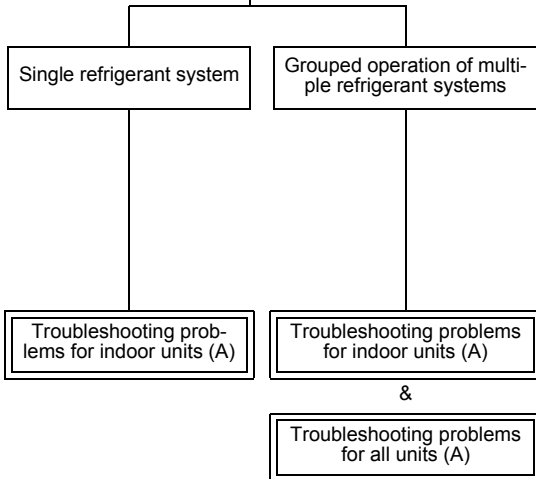 Single refrigerant system
Grouped operation of multi-
ple refrigerant systems
Troubleshooting prob-
lems for indoor units (A)
Troubleshooting problems
for indoor units (A)
&
Troubleshooting problems
for all units (A)